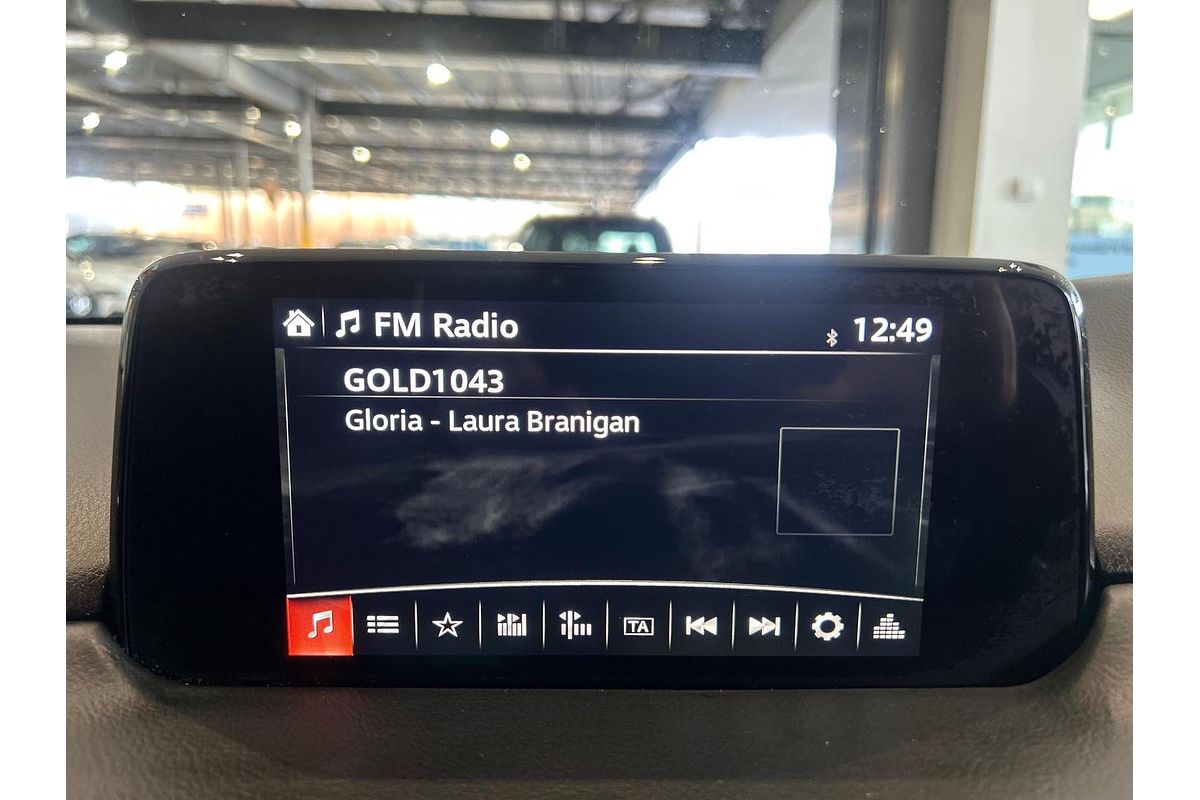 FM Radio
12:49
GOLD1043
Gloria - Laura Branigan
TA